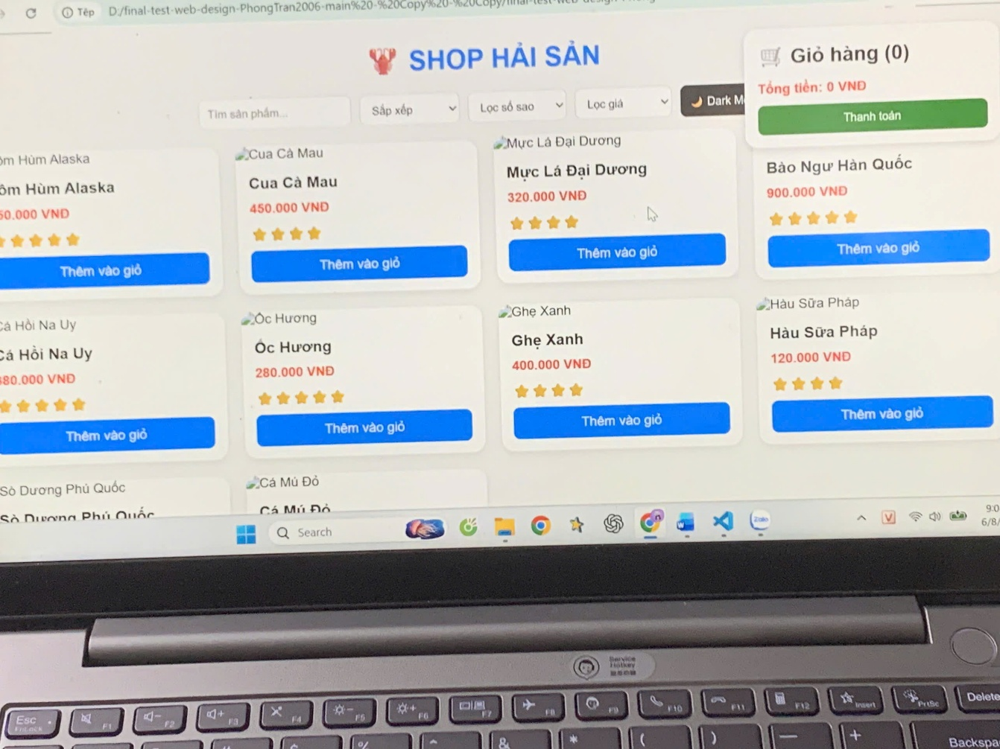 Tệp
D:/final-test-web-design-PhongTran2006-main%20-%20Copy%20-%20Copy/final-test-web-design-Phong
SHOP HẢI SẢN
Giỏ hàng (0)
Tổng tiền: 0 VNĐ
Thanh toán
Tìm sản phẩm...
Sắp xếp
Lọc số sao
Lọc giá
Dark M
ôm Hùm Alaska
Cua Cà Mau
Mực Lá Đại Dương
ôm Hùm Alaska
Cua Cà Mau
Mực Lá Đại Dương
Bào Ngư Hàn Quốc
50.000 VNĐ
450.000 VNĐ
320.000 VNĐ
900.000 VNĐ
Thêm vào giỏ
Thêm vào giỏ
Thêm vào giỏ
Thêm vào giỏ
Cá Hồi Na Uy
Ốc Hương
Ghẹ Xanh
Hàu Sữa Pháp
Cá Hồi Na Uy
Ốc Hương
Ghẹ Xanh
Hàu Sữa Pháp
80.000 VNĐ
280.000 VNĐ
400.000 VNĐ
120.000 VNĐ
Thêm vào giỏ
Thêm vào giỏ
Thêm vào giỏ
Thêm vào giỏ
Sò Dương Phú Quốc
Cá Mú Đỏ
Sò Dương Phú Quốc
Cá Mú Đỏ
Search
Zalo
V
9:0
6/8/
Service
Hotkey
Esc
FnLock
F1
F2
F3
F4
F5
F6
F7
F8
F9
F10
F11
F12
Insert
PrtSc
Delete
%
^
&
*
(
)
—
+
Backspa